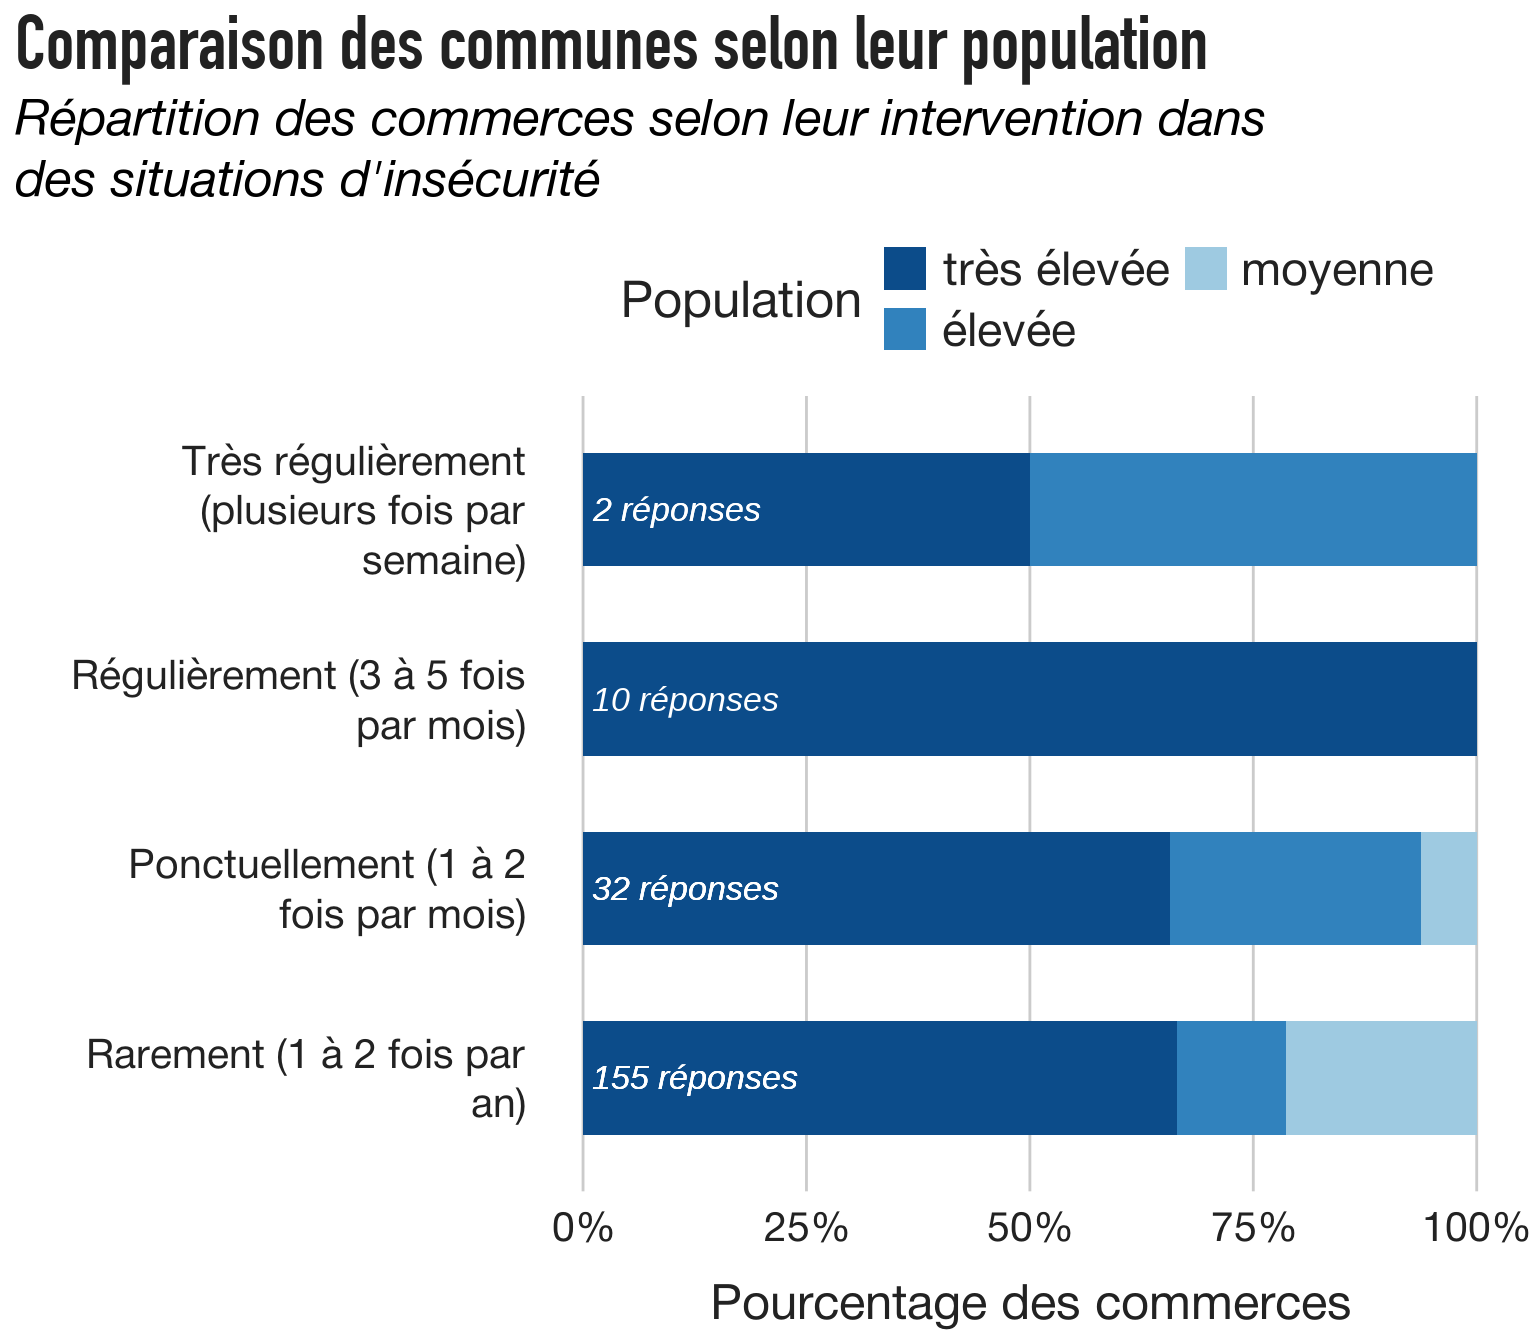 Comparaison des communes selon leur population
Répartition des commerces selon leur intervention dans
des situations d'insécurité
Population
très élevée
moyenne
élevée
Très régulièrement
(plusieurs fois par
semaine)
2 réponses
Régulièrement (3 à 5 fois
par mois)
10 réponses
Ponctuellement (1 à 2
fois par mois)
32 réponses
Rarement (1 à 2 fois par
an)
155 réponses
0%
25%
50%
75%
100%
Pourcentage des commerces